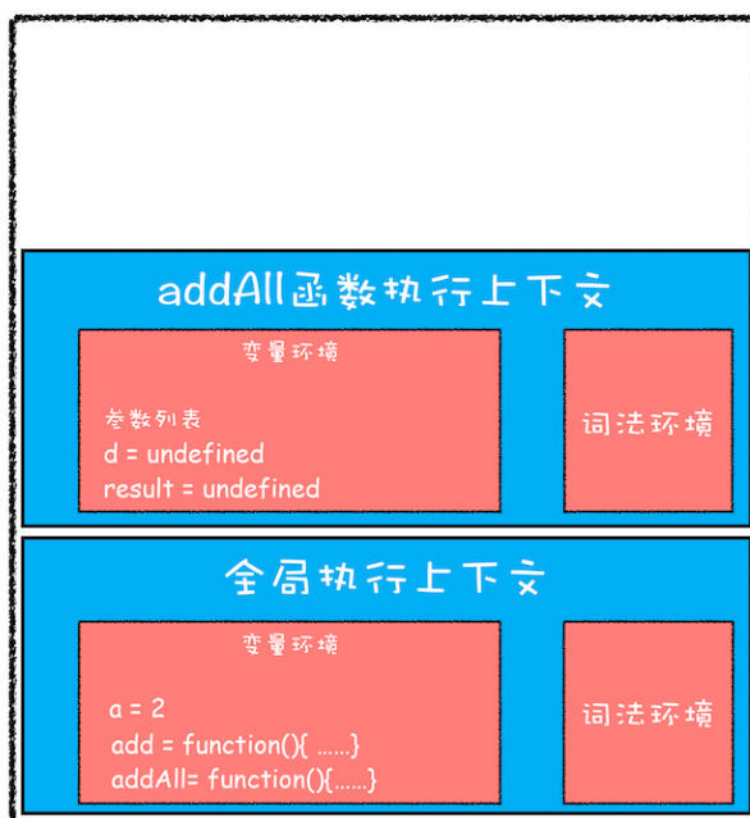 addAll函数执行上下文
变量环境
参数列表
d = undefined
result = undefined
词法环境
全局执行上下文
变量环境
a = 2
add = function(){ ......}
addAll= function(){......}
词法环境